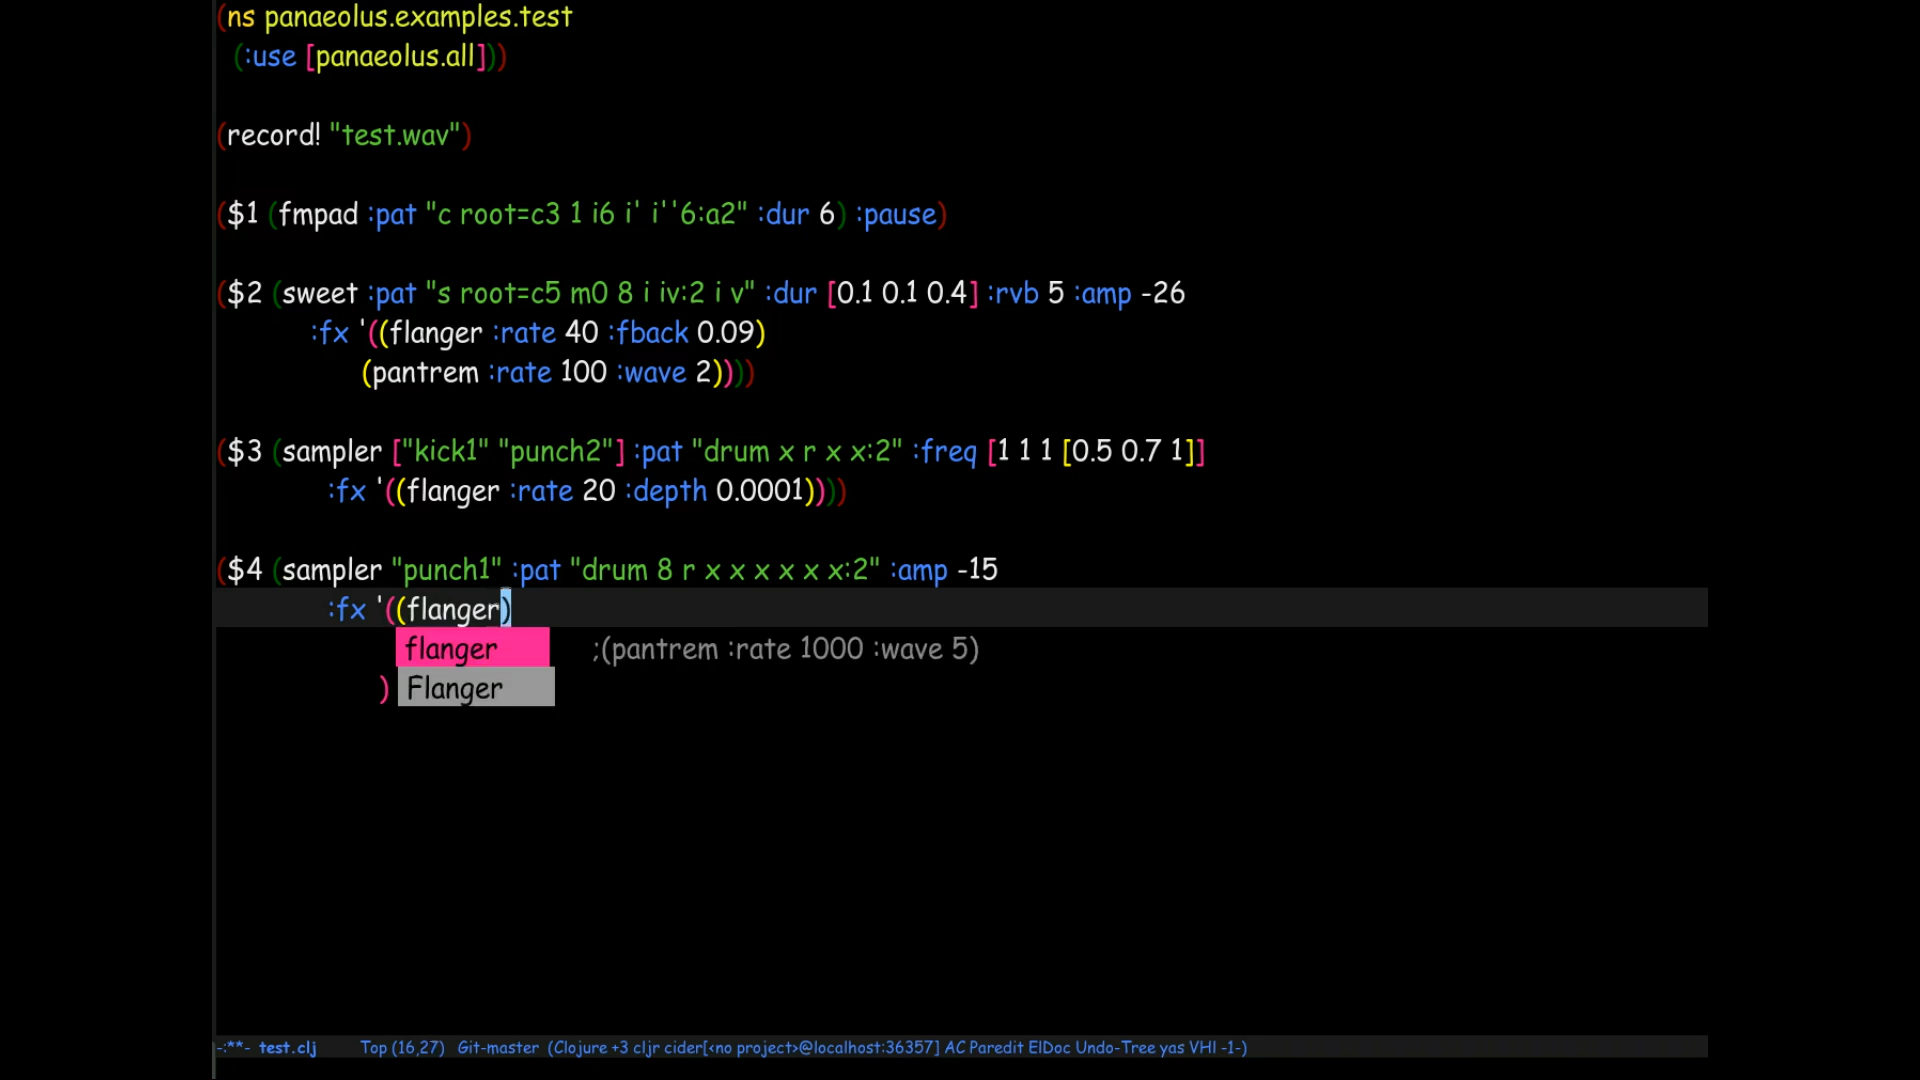 (ns panaeolus.examples.test
(:use [panaeolus.all]))
(record! "test.wav")
($1 (fmpad :pat "c root=c3 1 i6 i' i''6:a2" :dur 6) :pause)
($2 (sweet :pat "s root=c5 m0 8 i iv:2 i v" :dur [0.1 0.1 0.4] :rvb 5 :amp -26
:fx '((flanger :rate 40 :fback 0.09)
(pantrem :rate 100 :wave 2))))
($3 (sampler ["kick1" "punch2"] :pat "drum x r x x:2" :freq [1 1 1 [0.5 0.7 1]]
:fx '((flanger :rate 20 :depth 0.0001))))
($4 (sampler "punch1" :pat "drum 8 r x x x x x x:2" :amp -15
:fx '((flanger)
flanger ;(pantrem :rate 1000 :wave 5)
) Flanger
-:**- test.clj Top (16,27) Git-master (Clojure +3 cljr cider[<no project>@localhost:36357] AC Paredit ElDoc Undo-Tree yas VHl -1-)